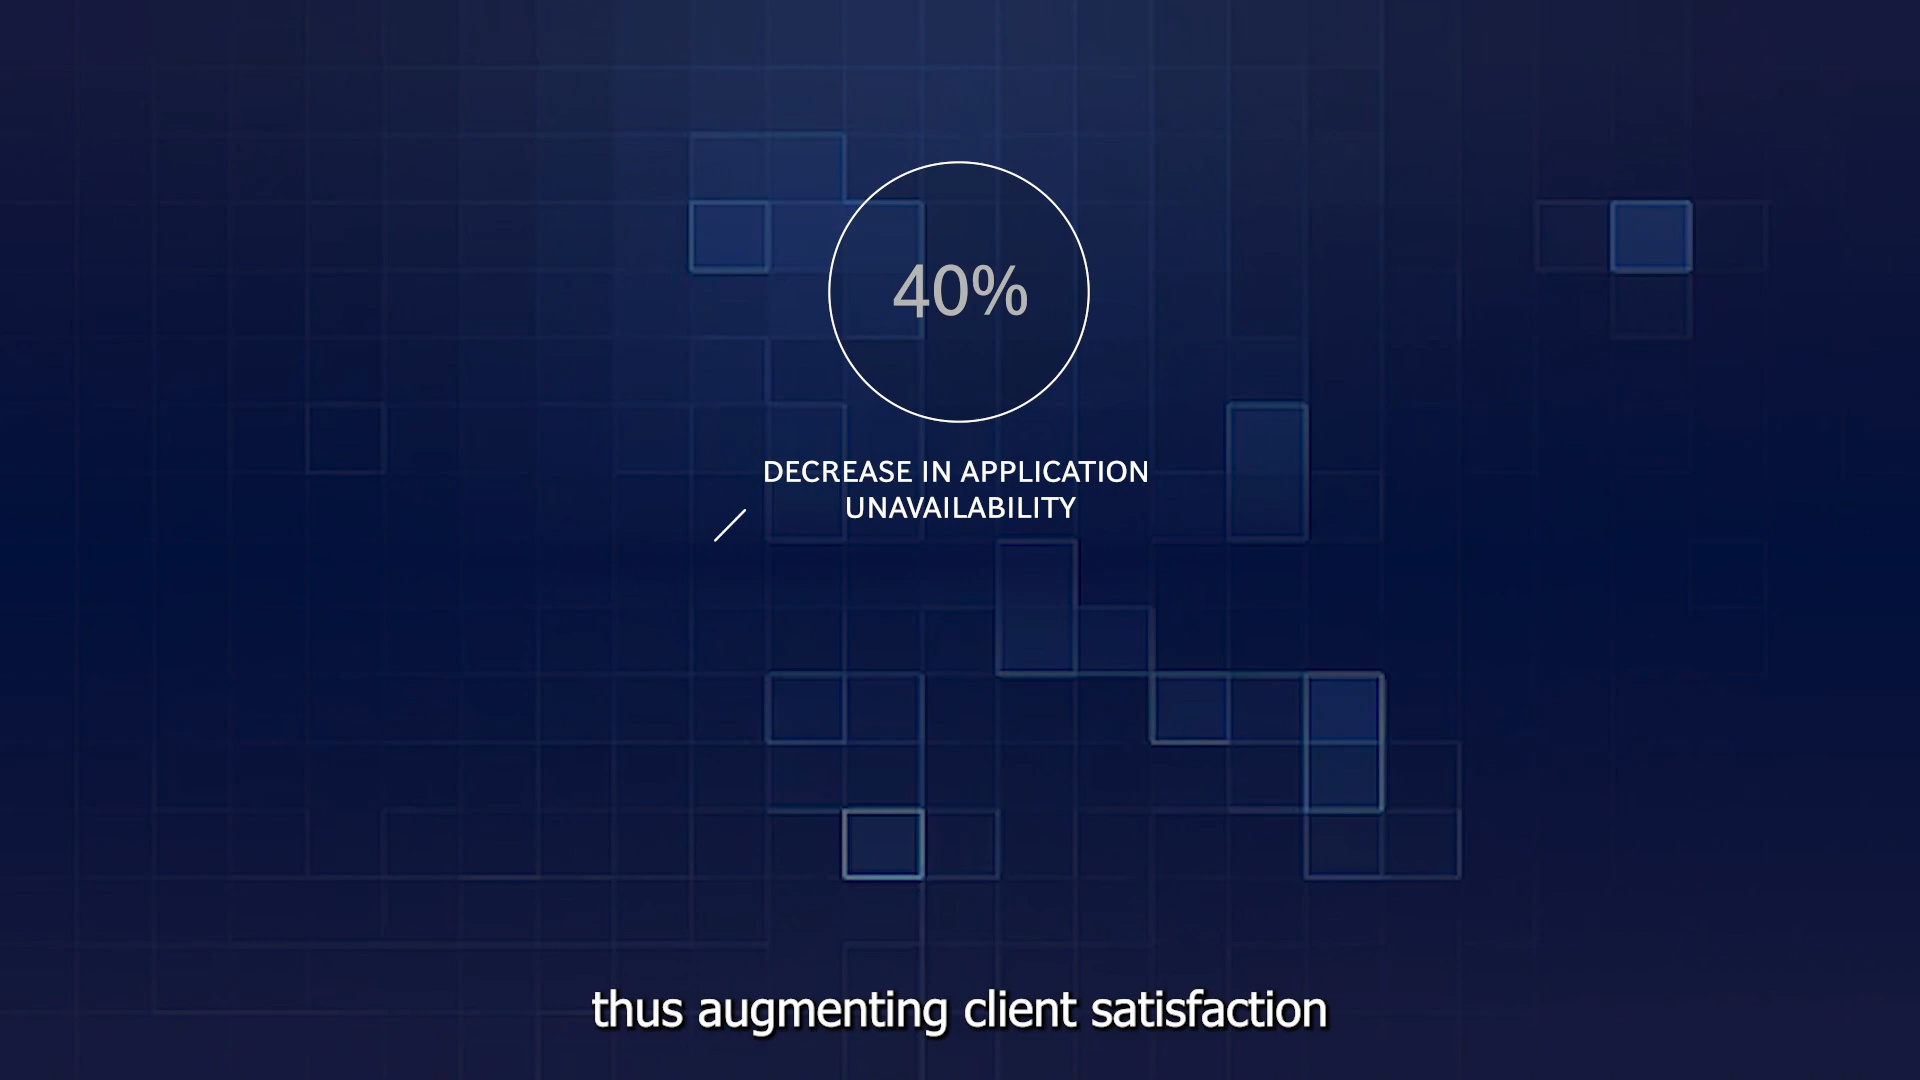 40%
DECREASE IN APPLICATION
UNAVAILABILITY
thus augmenting client satisfaction